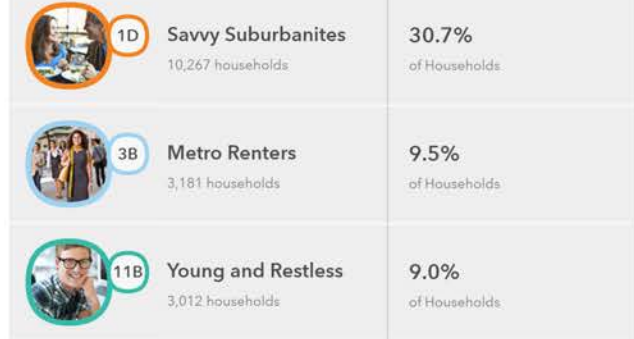 1D
Savvy Suburbanites
30.7%
10,267 households
of Households
3B
Metro Renters
9.5%
3,181 households
of Households
11B
Young and Restless
9.0%
3,012 households
of Households